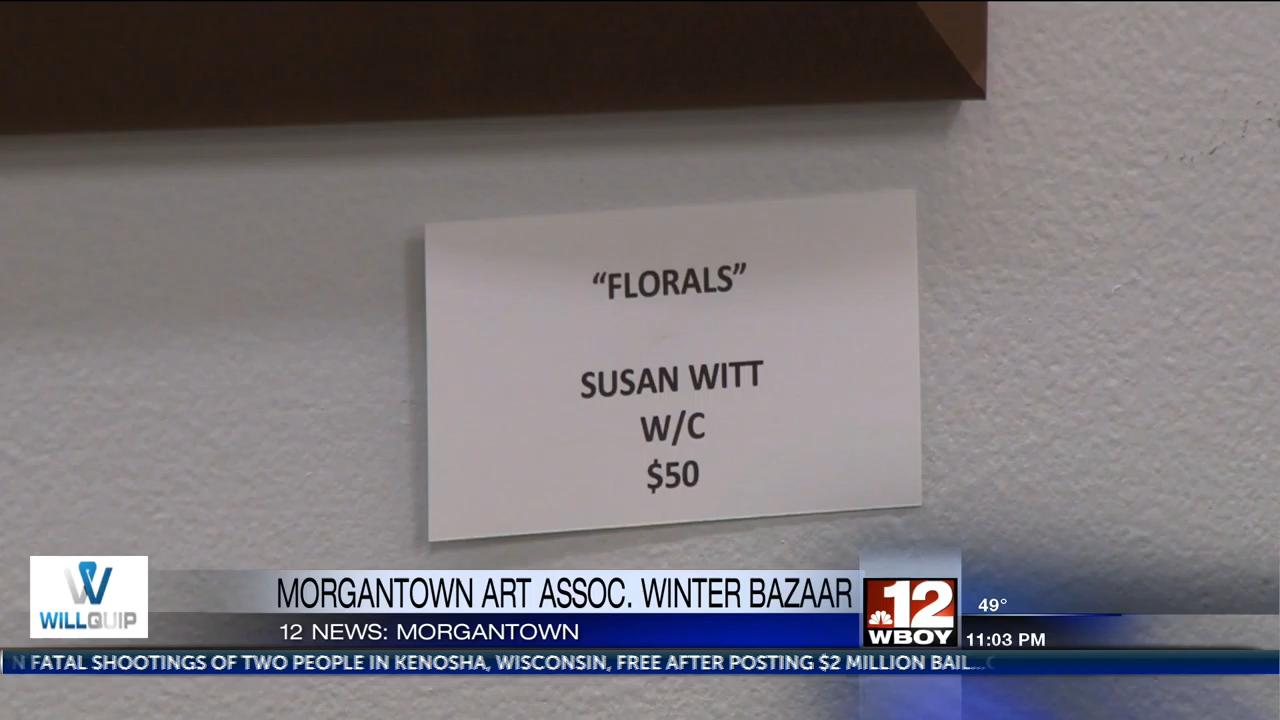 “FLORALS”
SUSAN WITT
W/C
$50
WILLQUIP
MORGANTOWN ART ASSOC. WINTER BAZAAR
12 NEWS: MORGANTOWN
12
WBOY
49°
11:03 PM
N FATAL SHOOTINGS OF TWO PEOPLE IN KENOSHA, WISCONSIN, FREE AFTER POSTING $2 MILLION BAIL...